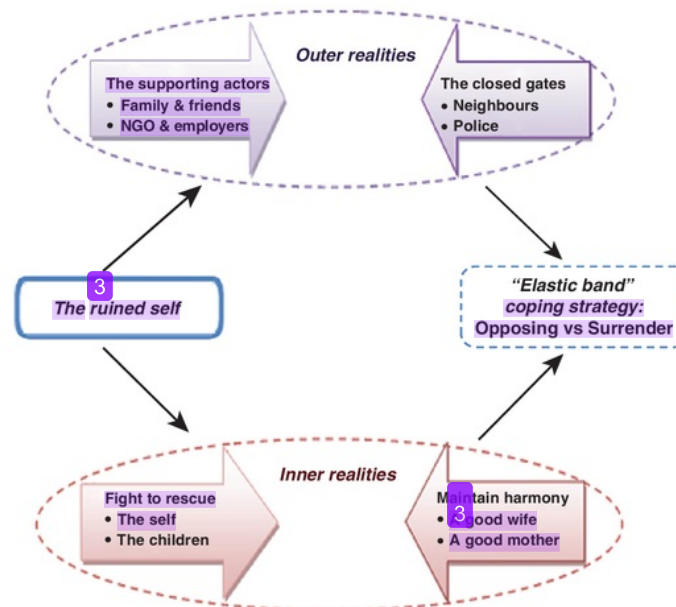 Outer realities
The supporting actors
• Family & friends
• NGO & employers
The closed gates
• Neighbours
• Police
3
The ruined self
“Elastic band”
coping strategy:
Opposing vs Surrender
Inner realities
Fight to rescue
• The self
• The children
Maintain harmony
3
• A good wife
• A good mother